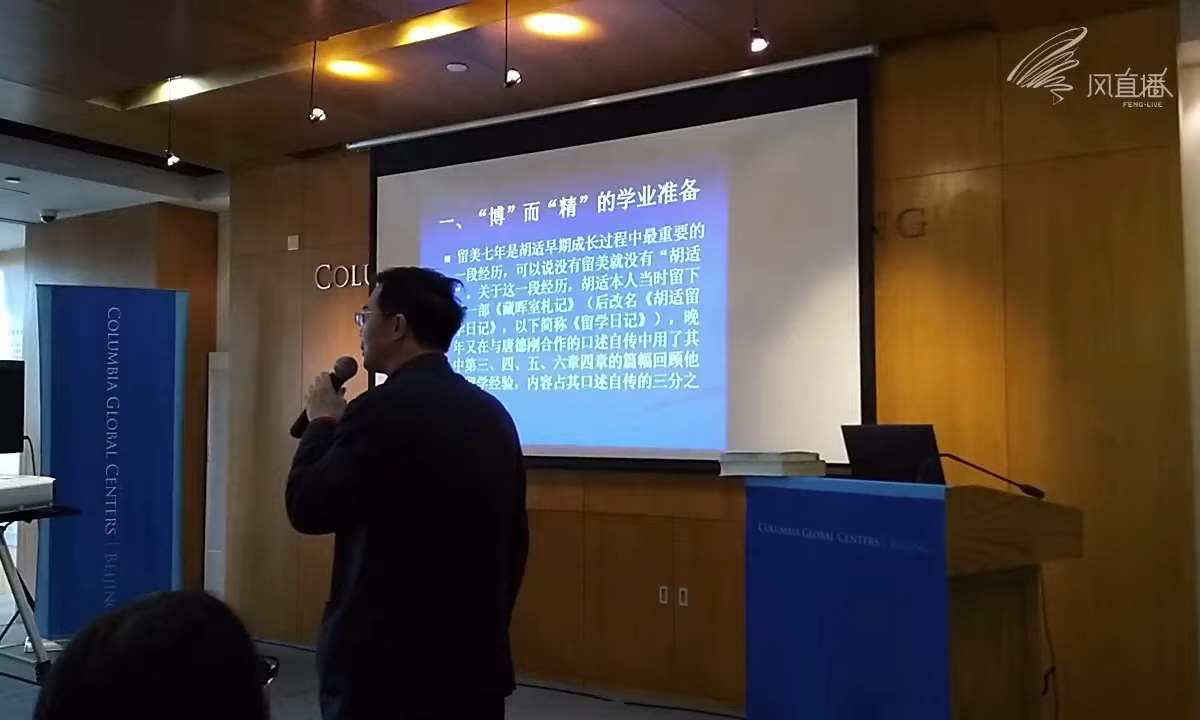 风直播
FENG-LIVE
一、“博”而“精”的学业准备
留美七年是胡适早期成长过程中最重要的
一段经历，可以说没有留美就没有“胡适
”。关于这一段经历，胡适本人当时留下
一部《藏晖室札记》（后改名《胡适留
学日记》，以下简称《留学日记》），晚
年又在与唐德刚合作的口述自传中用了其
中第三、四、五、六章四章的篇幅回顾他
学经验，内容占其口述自传的三分之
COLU
NG
COLUMBIA GLOBAL CENTERS | BEIJING
COLUMBIA GLOBAL CENTERS | BEIJING